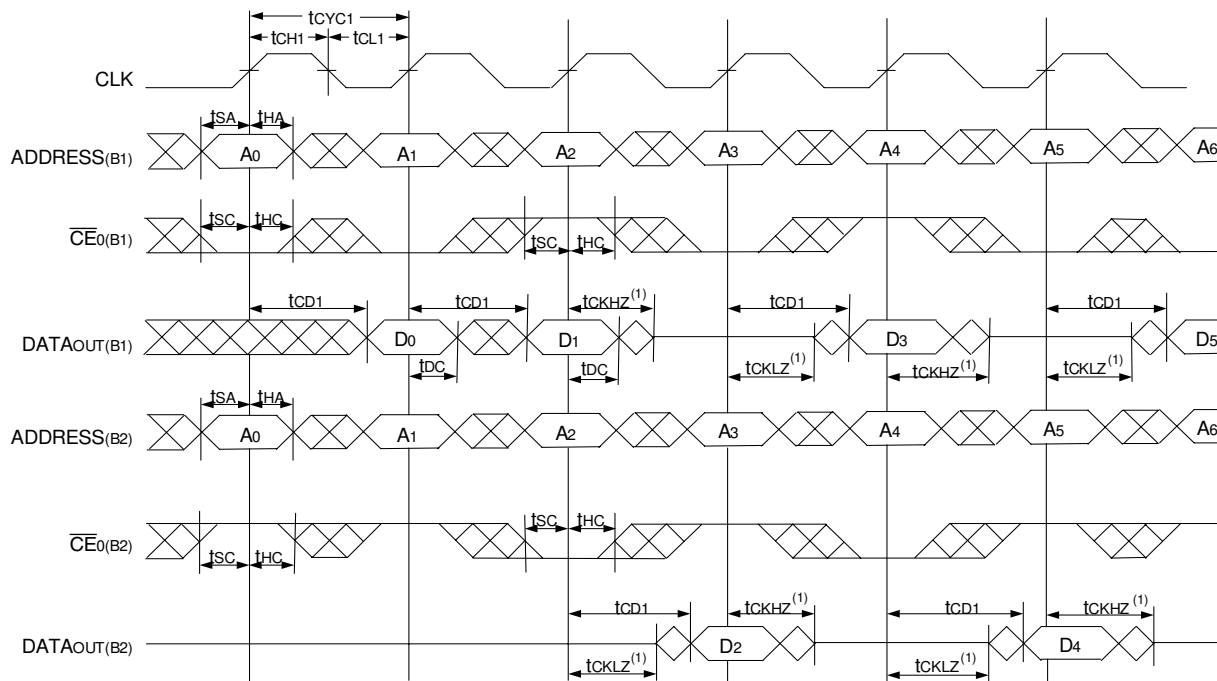 tCYC1
tCH1 tCL1
CLK
tSA tHA
ADDRESS(B1) A0 A1 A2 A3 A4 A5 A6
tSC tHC
CE0(B1) tSC tHC
tCD1 tCD1 tCKHZ(1) tCD1 tCD1
DATAOUT(B1) D0 D1 D3 D5
tDC tDC tCKLZ(1) tCKHZ(1) tCKLZ(1)
tSA tHA
ADDRESS(B2) A0 A1 A2 A3 A4 A5 A6
tSC tHC
CE0(B2)
tSC tHC
tCD1 tCKHZ(1) tCD1 tCKHZ(1)
DATAOUT(B2) D2 D4
tCKLZ(1) tCKLZ(1)